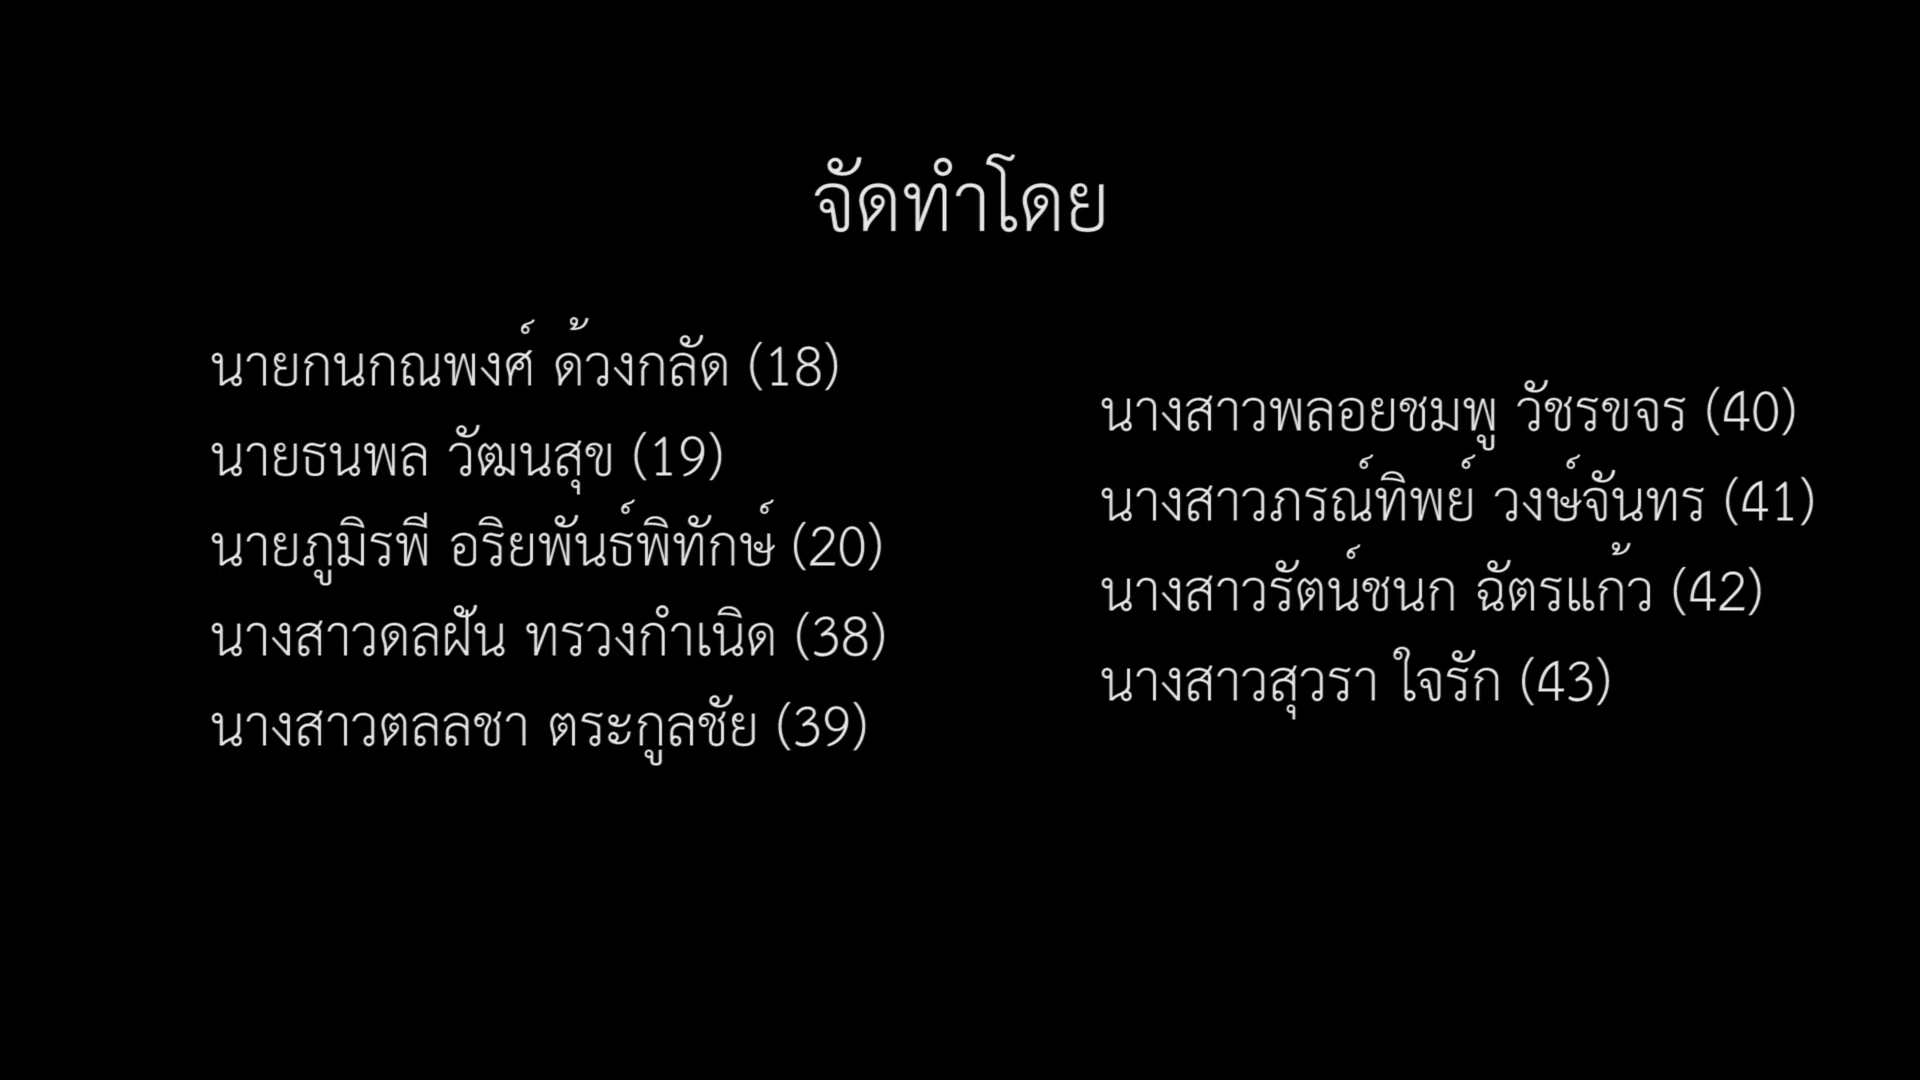 จัดทำโดย
นายกนกณพงศ์ ด้วงกลัด (18)
นายธนพล วัฒนสุข (19)
นายภูมิรพี อริยพันธ์พิทักษ์ (20)
นางสาวดลฝัน ทรวงกำเนิด (38)
นางสาวตลลชา ตระกูลชัย (39)
นางสาวพลอยชมพู วัชรขจร (40)
นางสาวภรณ์ทิพย์ วงษ์จันทร (41)
นางสาวรัตน์ชนก ฉัตรแก้ว (42)
นางสาวสุวรา ใจรัก (43)